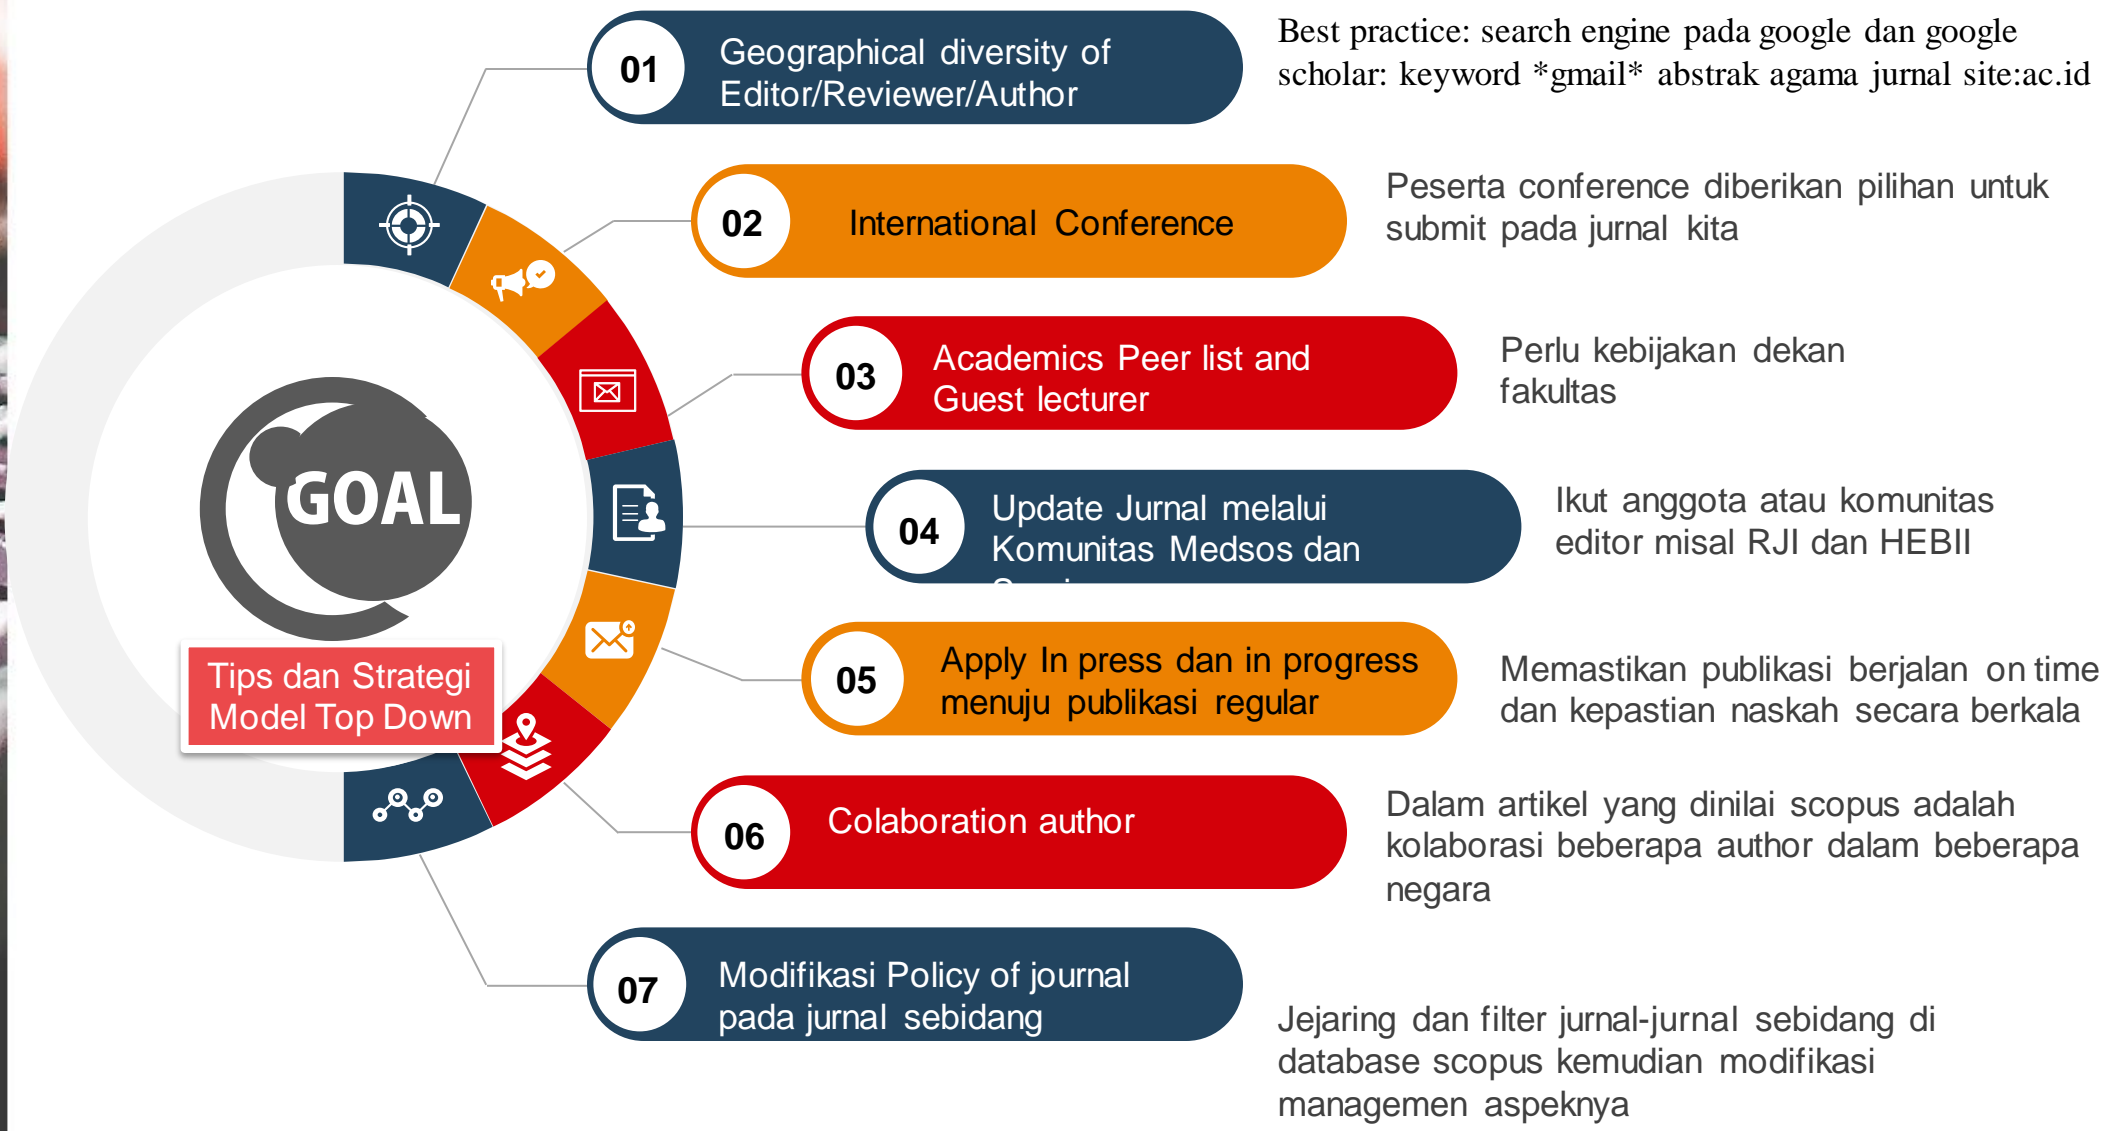 01
Geographical diversity of
Editor/Reviewer/Author
Best practice: search engine pada google dan google
scholar: keyword *gmail* abstrak agama jurnal site:ac.id
02
International Conference
Peserta conference diberikan pilihan untuk
submit pada jurnal kita
03
Academics Peer list and
Guest lecturer
Perlu kebijakan dekan
fakultas
04
Update Jurnal melalui
Komunitas Medsos dan
Ikut anggota atau komunitas
editor misal RJI dan HEBII
GOAL
Tips dan Strategi
Model Top Down
05
Apply In press dan in progress
menuju publikasi regular
Memastikan publikasi berjalan on time
dan kepastian naskah secara berkala
06
Colaboration author
Dalam artikel yang dinilai scopus adalah
kolaborasi beberapa author dalam beberapa
negara
07
Modifikasi Policy of journal
pada jurnal sebidang
Jejaring dan filter jurnal-jurnal sebidang di
database scopus kemudian modifikasi
managemen aspeknya